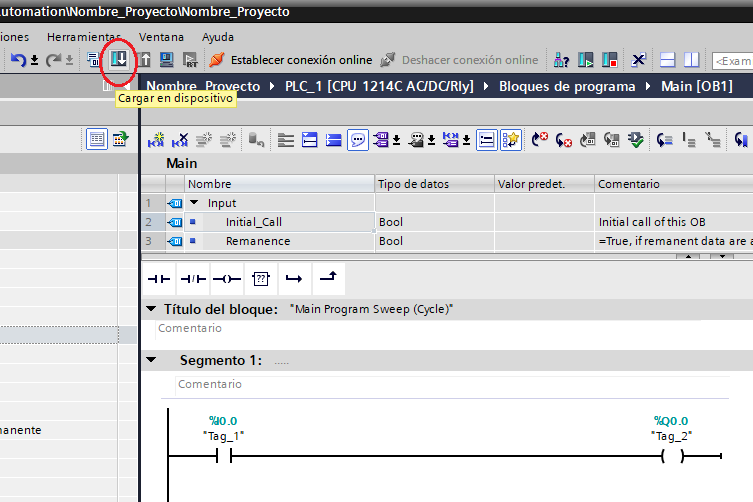 utomation\Nombre_Proyecto\Nombre_Proyecto
iones Herramientas Ventana Ayuda
Establecer conexión online Deshacer conexión online <Exam
Nombre_Proyecto PLC_1 [CPU 1214C AC/DC/Rly] Bloques de programa Main [OB1]
Cargar en dispositivo
Main
Nombre Tipo de datos Valor predet. Comentario
1 Input
2 Initial_Call Bool Initial call of this OB
3 Remanence Bool =True, if remanent data are a
??
Título del bloque: "Main Program Sweep (Cycle)"
Comentario
Segmento 1: .....
Comentario
anente
%I0.0 %Q0.0
"Tag_1" "Tag_2"